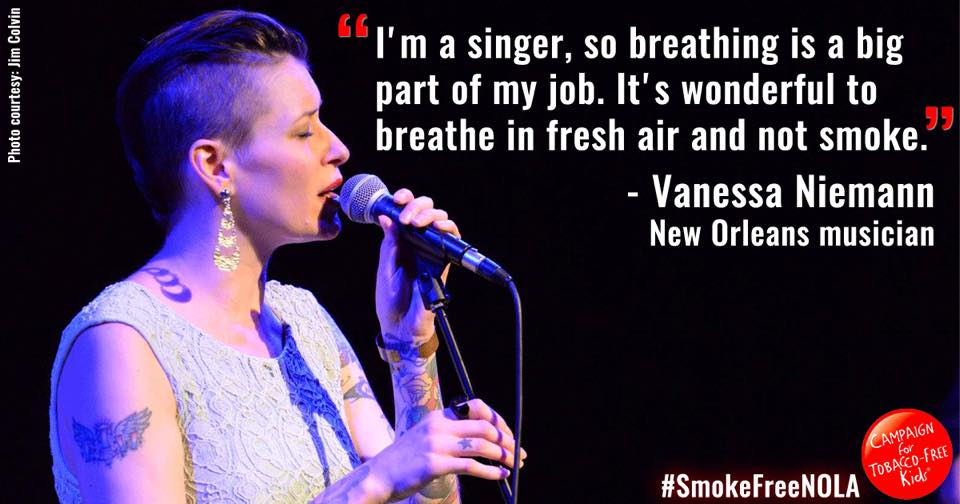 Photo courtesy: Jim Colvin
“I'm a singer, so breathing is a big
part of my job. It's wonderful to
breathe in fresh air and not smoke.”
- Vanessa Niemann
New Orleans musician
#SmokeFreeNOLA
CAMPAIGN
for
TOBACCO-FREE
Kids®